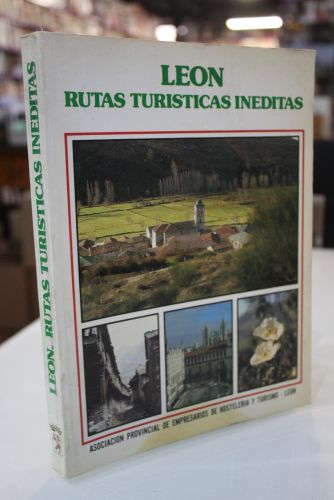 LEON
RUTAS TURISTICAS INEDITAS
ASOCIACION PROVINCIAL DE EMPRESARIOS DE HOSTELERIA Y TURISMO - LEON
LEON. RUTAS TURISTICAS INEDITAS